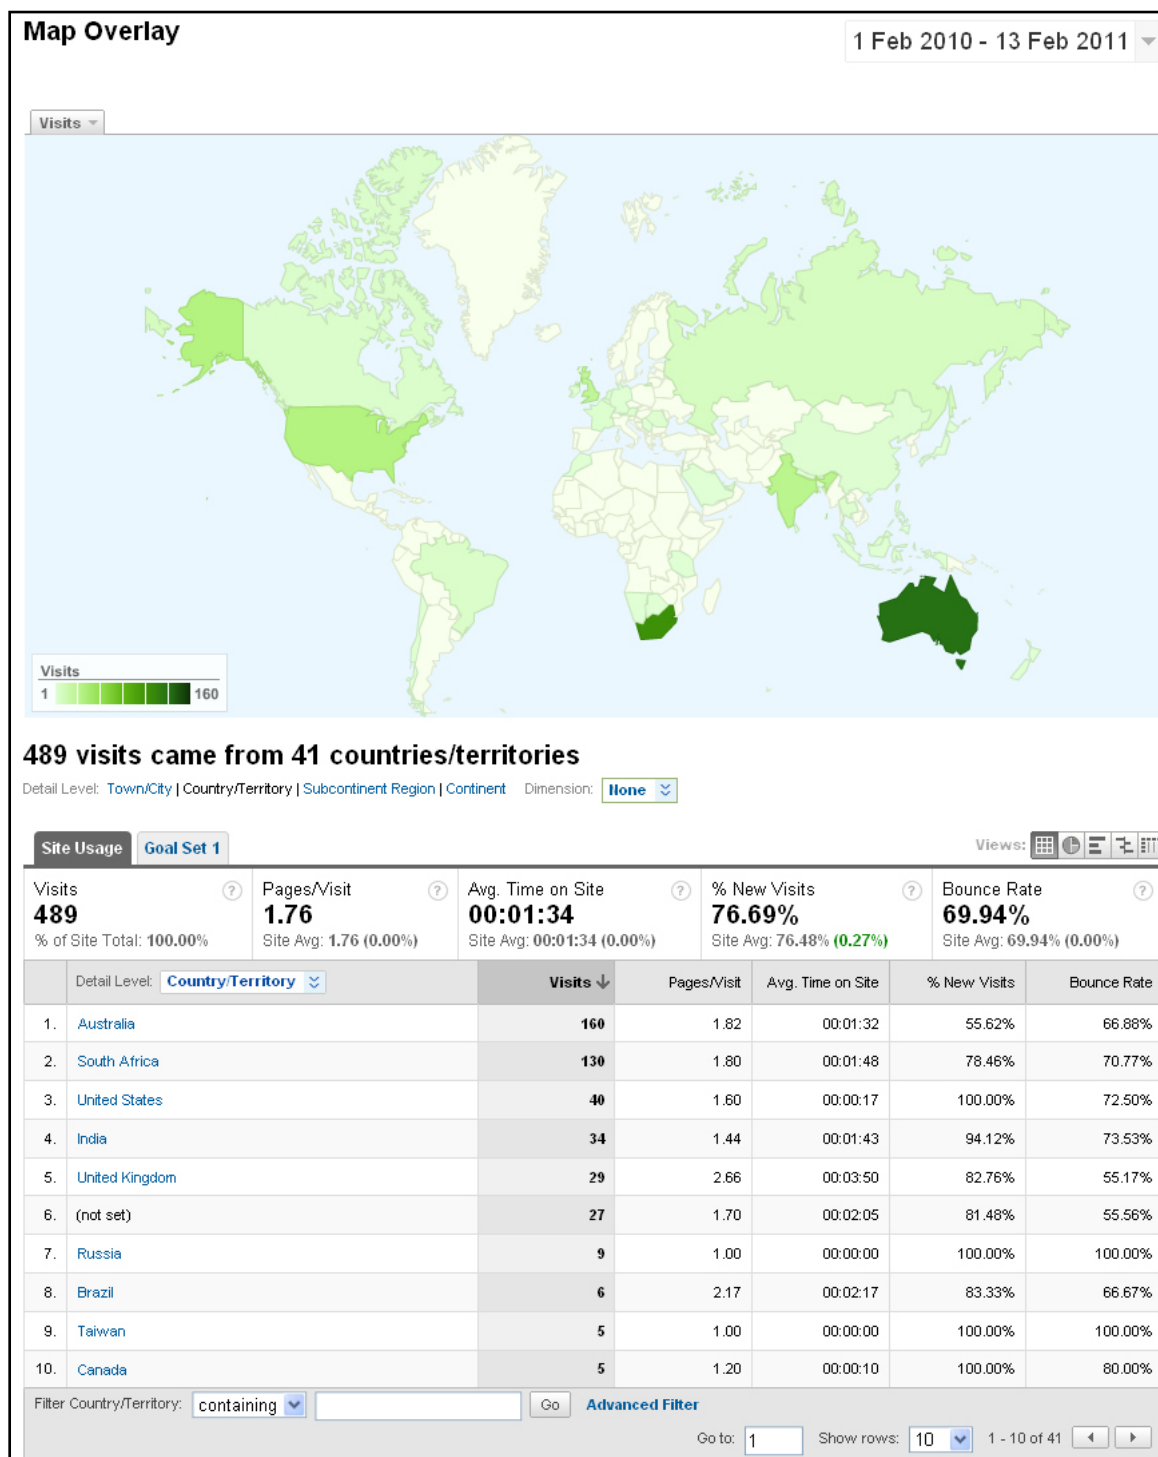 Map Overlay
1 Feb 2010 - 13 Feb 2011
Visits
Visits
1 160
489 visits came from 41 countries/territories
Detail Level: Town/City | Country/Territory | Subcontinent Region | Continent Dimension: None
Site Usage Goal Set 1 Views:
Visits ? Pages/Visit ? Avg. Time on Site ? % New Visits ? Bounce Rate ?
489 1.76 00:01:34 76.69% 69.94%
% of Site Total: 100.00% Site Avg: 1.76 (0.00%) Site Avg: 00:01:34 (0.00%) Site Avg: 76.48% (0.27%) Site Avg: 69.94% (0.00%)
Detail Level: Country/Territory Visits Pages/Visit Avg. Time on Site % New Visits Bounce Rate
1. Australia 160 1.82 00:01:32 55.62% 66.88%
2. South Africa 130 1.80 00:01:48 78.46% 70.77%
3. United States 40 1.60 00:00:17 100.00% 72.50%
4. India 34 1.44 00:01:43 94.12% 73.53%
5. United Kingdom 29 2.66 00:03:50 82.76% 55.17%
6. (not set) 27 1.70 00:02:05 81.48% 55.56%
7. Russia 9 1.00 00:00:00 100.00% 100.00%
8. Brazil 6 2.17 00:02:17 83.33% 66.67%
9. Taiwan 5 1.00 00:00:00 100.00% 100.00%
10. Canada 5 1.20 00:00:10 100.00% 80.00%
Filter Country/Territory: containing Go Advanced Filter
Go to: 1 Show rows: 10 1 - 10 of 41